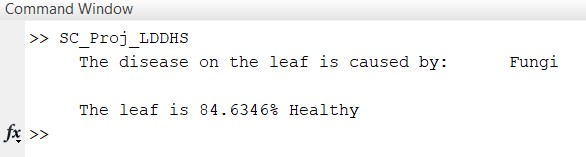 Command Window
>> SC_Proj_LDDHS
The disease on the leaf is caused by: Fungi
The leaf is 84.6346% Healthy
fx >>